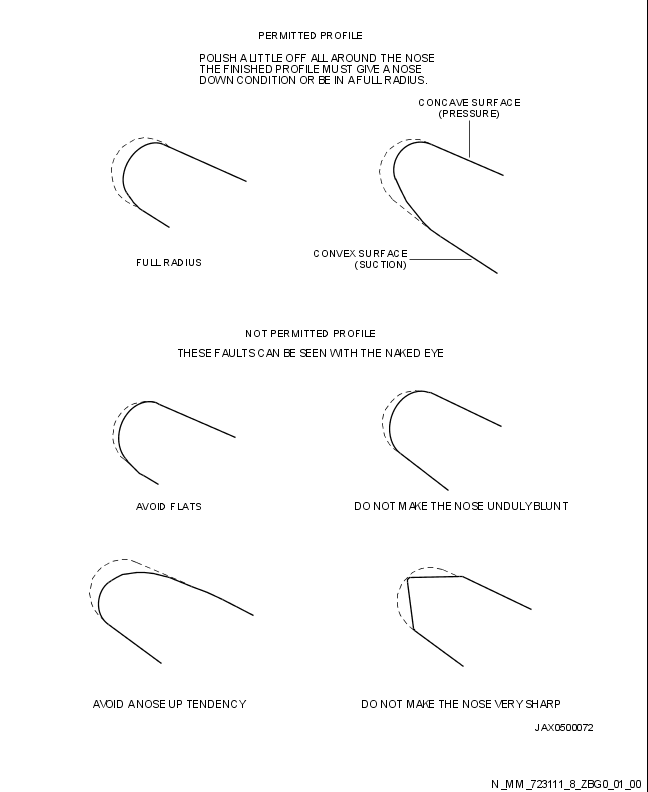 PERMITTED PROFILE
POLISH A LITTLE OFF ALL AROUND THE NOSE
THE FINISHED PROFILE MUST GIVE A NOSE
DOWN CONDITION OR BE IN A FULL RADIUS.
CONCAVE SURFACE
(PRESSURE)
CONVEX SURFACE
(SUCTION)
FULL RADIUS
NOT PERMITTED PROFILE
THESE FAULTS CAN BE SEEN WITH THE NAKED EYE
AVOID FLATS
DO NOT MAKE THE NOSE UNDULY BLUNT
AVOID A NOSE UP TENDENCY
DO NOT MAKE THE NOSE VERY SHARP
JAX0500072
N_MM_723111_8_ZBG0_01_00